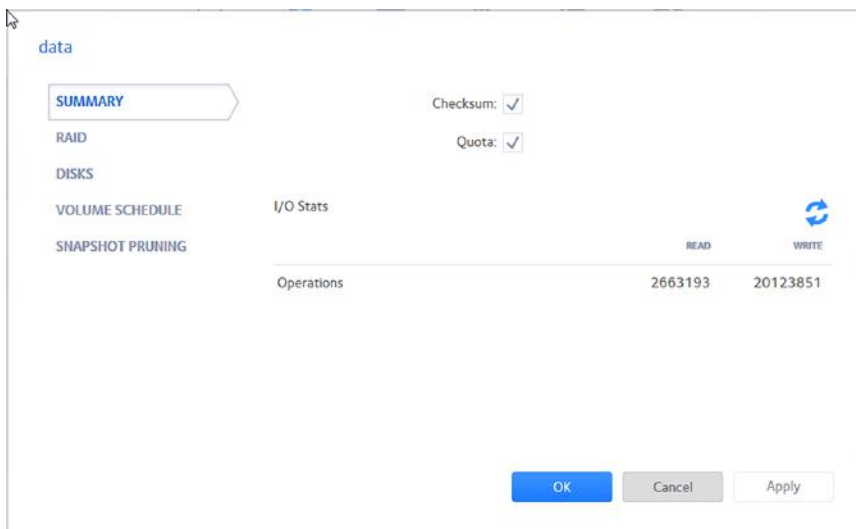 data
SUMMARY
RAID
DISKS
VOLUME SCHEDULE
SNAPSHOT PRUNING
Checksum:
Quota:
I/O Stats
READ WRITE
Operations 2663193 20123851
OK Cancel Apply